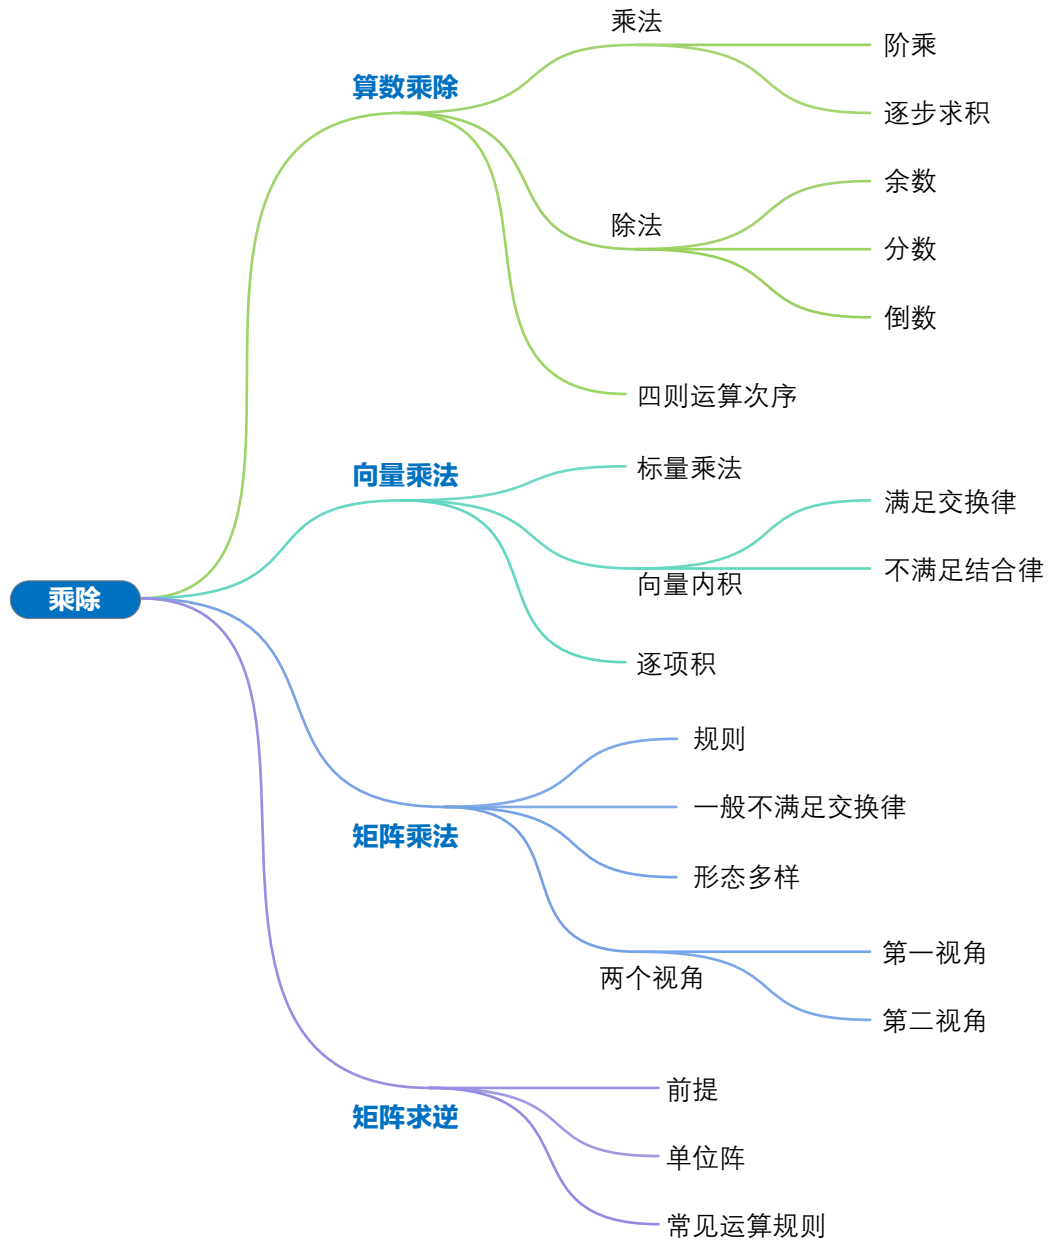 乘除
算数乘除
乘法
阶乘
逐步求积
除法
余数
分数
倒数
四则运算次序
向量乘法
标量乘法
向量内积
满足交换律
不满足结合律
逐项积
矩阵乘法
规则
一般不满足交换律
形态多样
两个视角
第一视角
第二视角
矩阵求逆
前提
单位阵
常见运算规则